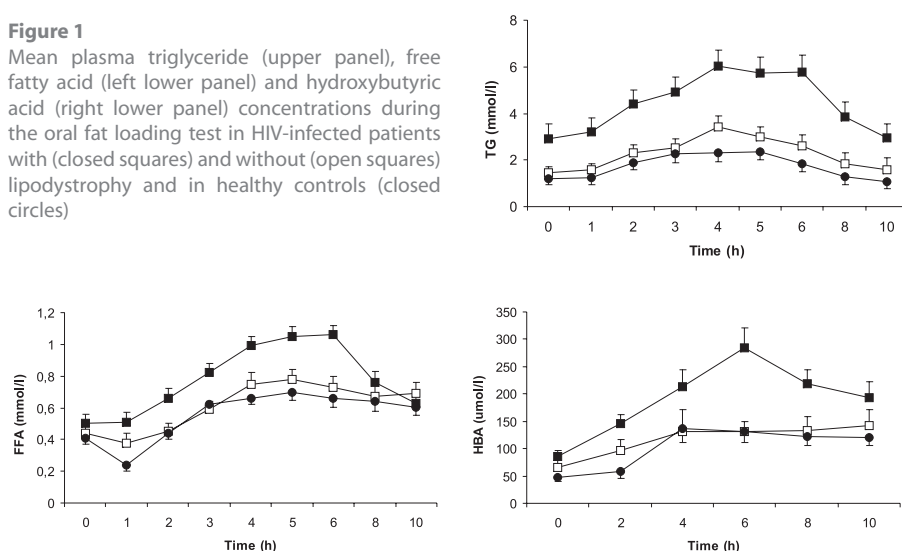 Figure 1
Mean plasma triglyceride (upper panel), free
fatty acid (left lower panel) and hydroxybutyric
acid (right lower panel) concentrations during
the oral fat loading test in HIV-infected patients
with (closed squares) and without (open squares)
lipodystrophy and in healthy controls (closed
circles)
TG (mmol/l)
8
6
4
2
0
0 1 2 3 4 5 6 8 10
Time (h)
FFA (mmol/l)
1,2
1
0,8
0,6
0,4
0,2
0
0 1 2 3 4 5 6 8 10
Time (h)
HBA (umol/l)
350
300
250
200
150
100
50
0
0 2 4 6 8 10
Time (h)